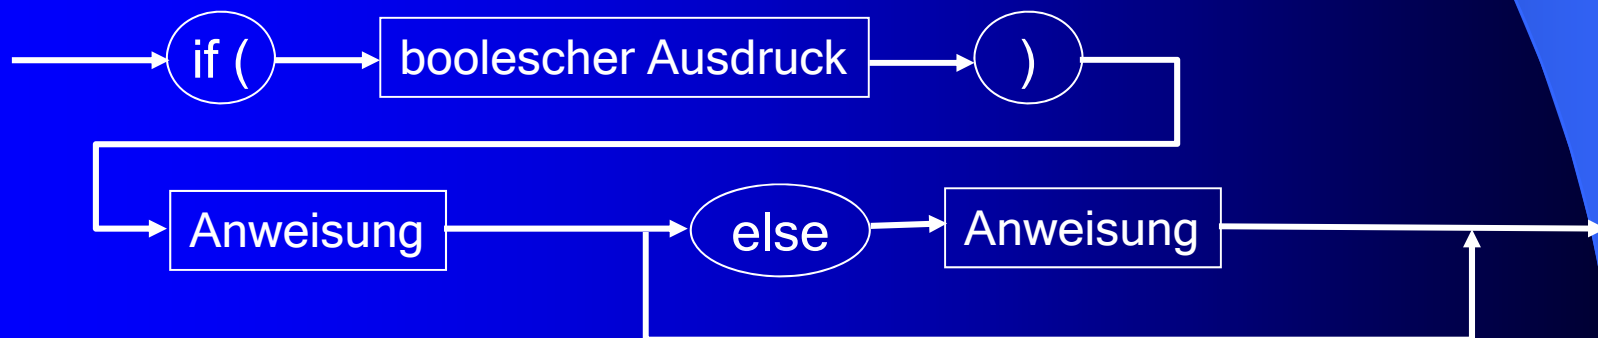 if ( boolescher Ausdruck )
Anweisung else Anweisung